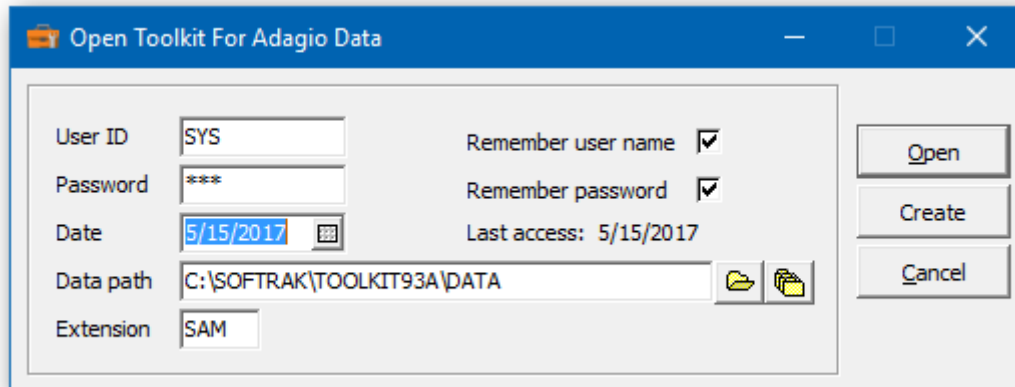 Open Toolkit For Adagio Data
User ID SYS Remember user name
Password *** Remember password
Date 5/15/2017 Last access: 5/15/2017
Data path C:\SOFTRAK\TOOLKIT93A\DATA
Extension SAM
Open
Create
Cancel